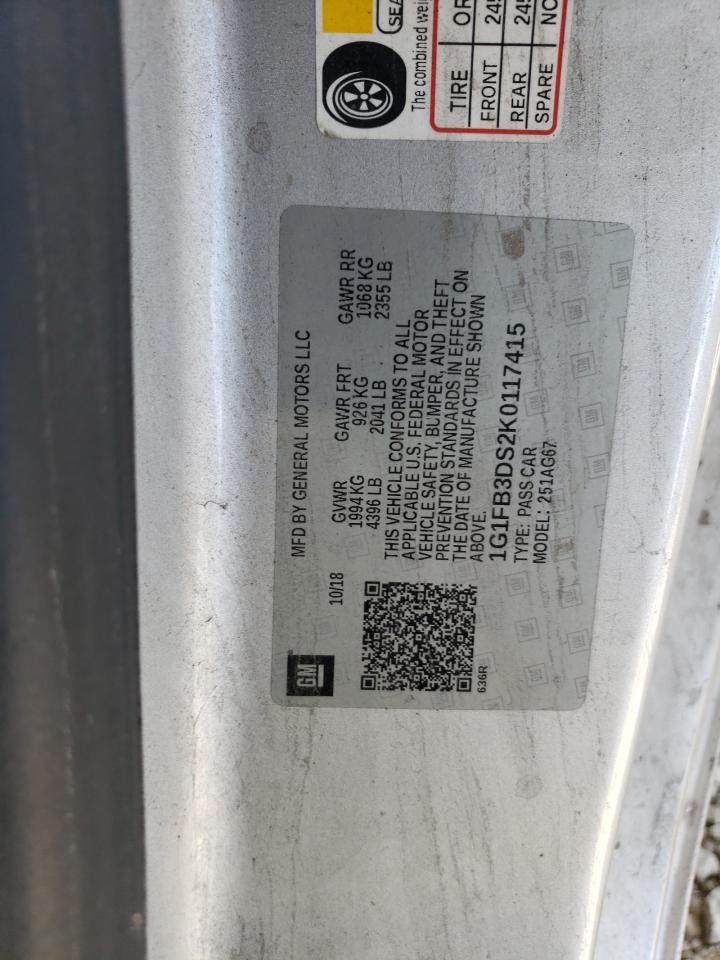 SEA
The combined wei
TIRE OR
FRONT 245
REAR 245
SPARE NO
GM
MFD BY GENERAL MOTORS LLC
10/18 GVWR GAWR FRT GAWR RR
1994 KG 926 KG 1068 KG
4396 LB 2041 LB 2355 LB
THIS VEHICLE CONFORMS TO ALL
APPLICABLE U.S. FEDERAL MOTOR
VEHICLE SAFETY, BUMPER, AND THEFT
PREVENTION STANDARDS IN EFFECT ON
THE DATE OF MANUFACTURE SHOWN
ABOVE.
1G1FB3DS2K0117415
TYPE: PASS CAR
MODEL: 251AG67
636R